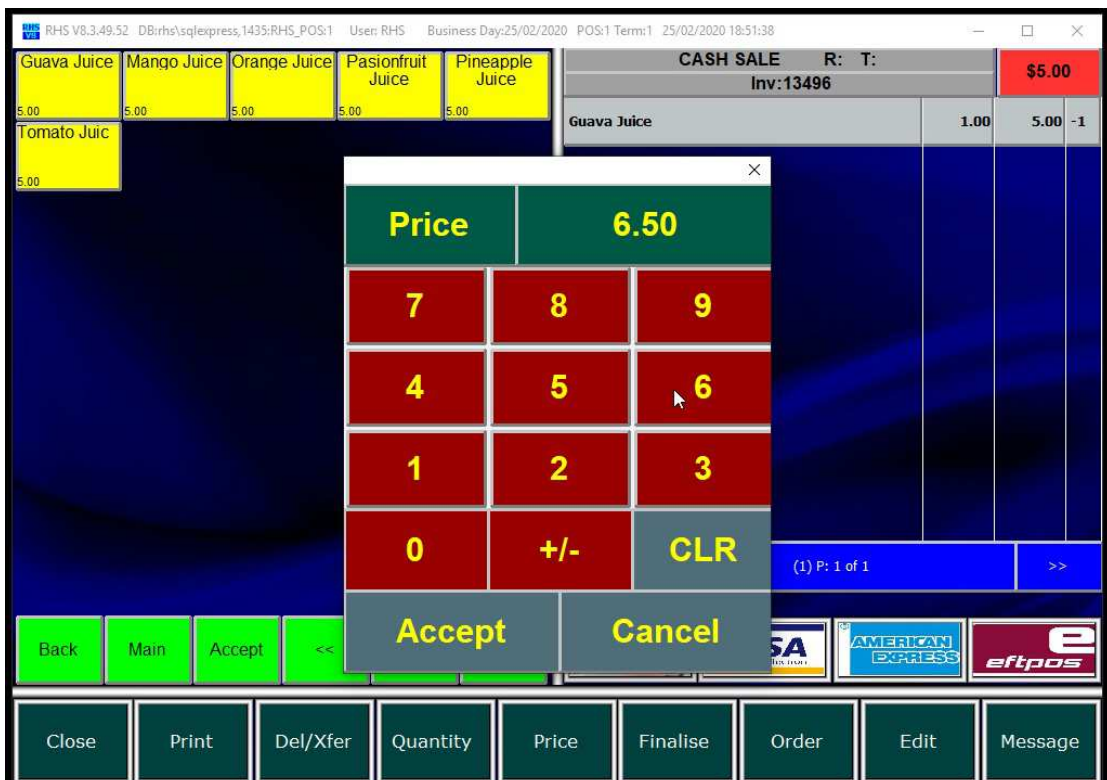 RHS V8.3.49.52 DB:rhs\sqlexpress,1435:RHS_POS:1 User: RHS Business Day:25/02/2020 POS:1 Term:1 25/02/2020 18:51:38
Guava Juice Mango Juice Orange Juice Pasionfruit Juice Pineapple Juice
5.00 5.00 5.00 5.00 5.00
Tomato Juic
5.00
CASH SALE R: T:
Inv:13496
$5.00
Guava Juice 1.00 5.00 -1
Price 6.50
7 8 9
4 5 6
1 2 3
0 +/- CLR
Accept Cancel
(1) P: 1 of 1 >>
Back Main Accept <<
AMERICAN EXPRESS
eftpos
Close Print Del/Xfer Quantity Price Finalise Order Edit Message